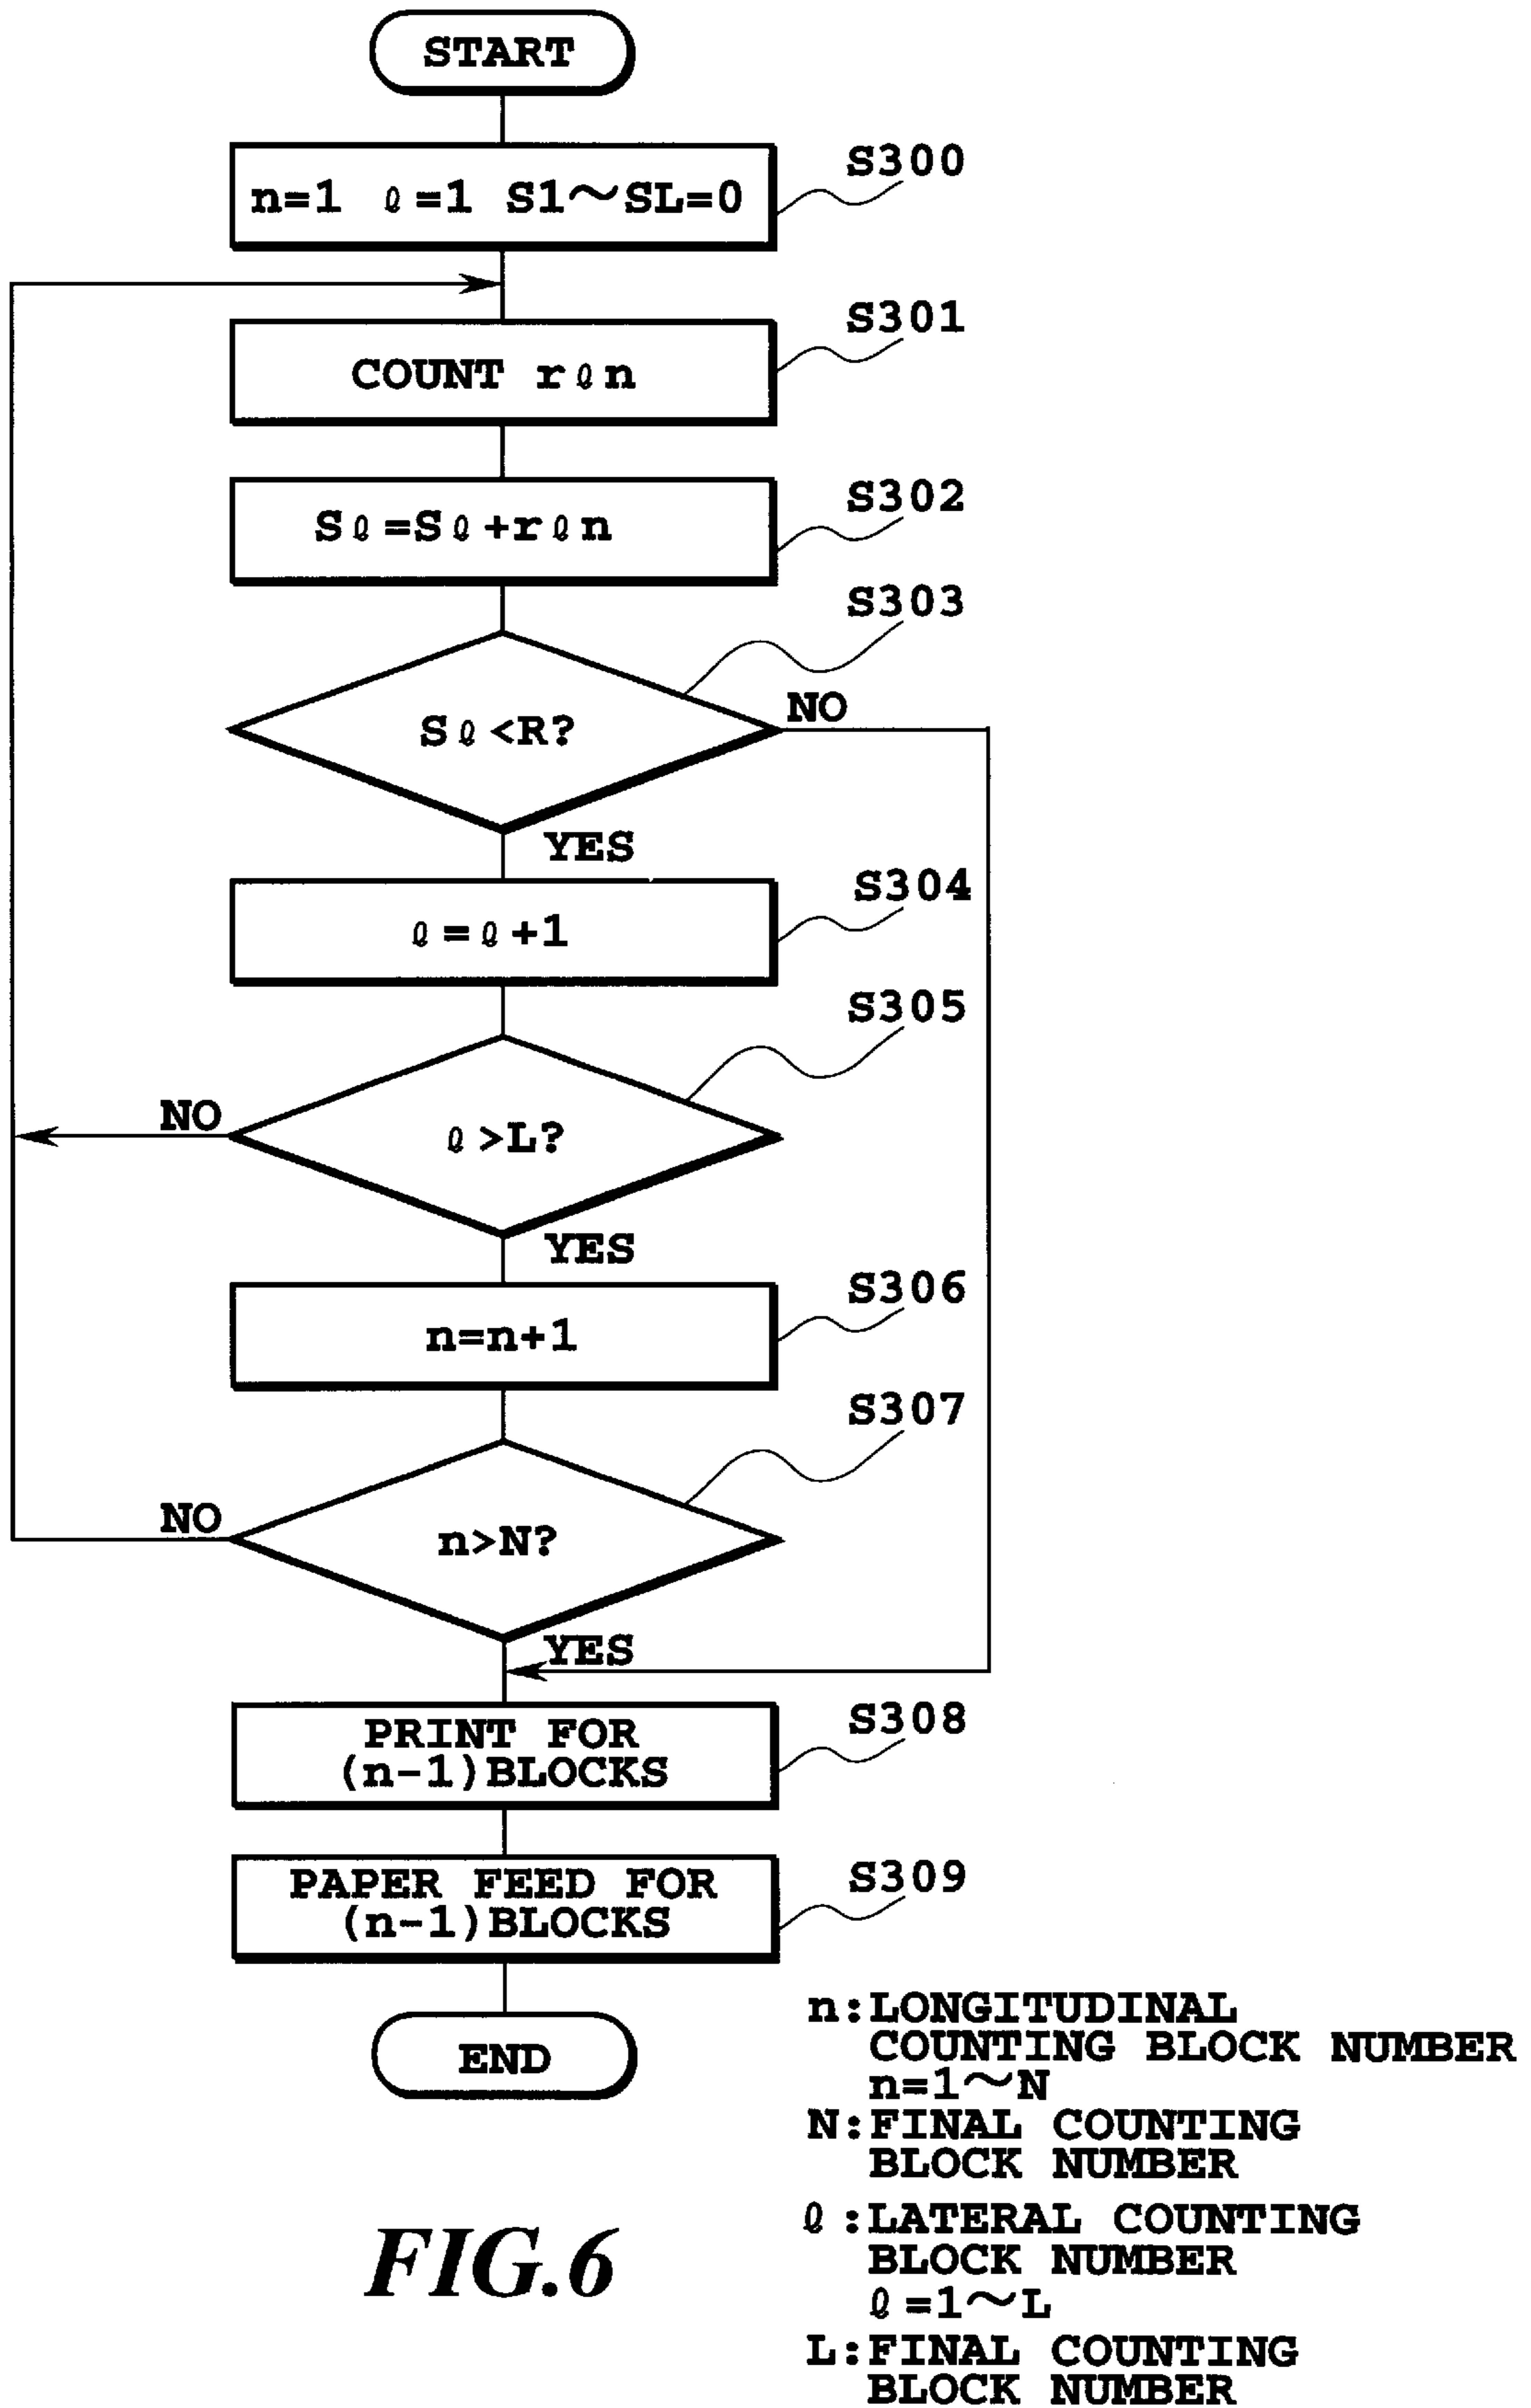 START
n=1 ℓ=1 S1~SL=0
S300
COUNT rℓn
S301
Sℓ=Sℓ+rℓn
S302
S303
Sℓ<R?
NO
YES
ℓ=ℓ+1
S304
S305
NO
ℓ>L?
YES
n=n+1
S306
S307
NO
n>N?
YES
PRINT FOR
(n-1)BLOCKS
S308
PAPER FEED FOR
(n-1)BLOCKS
S309
END
n:LONGITUDINAL
COUNTING BLOCK NUMBER
n=1~N
N:FINAL COUNTING
BLOCK NUMBER
ℓ:LATERAL COUNTING
BLOCK NUMBER
ℓ=1~L
L:FINAL COUNTING
BLOCK NUMBER
FIG.6